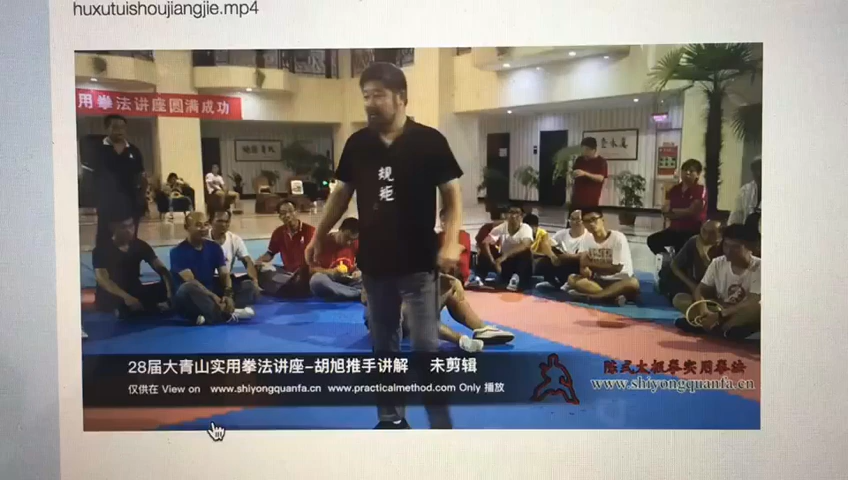 huxutuishoujiangjie.mp4
用拳法讲座圆满成功
规矩
28届大青山实用拳法讲座-胡旭推手讲解 未剪辑
仅供在 View on www.shiyongquanfa.cn www.practicalmethod.com Only 播放
陈式太极拳实用拳法
www.shiyongquanfa.cn